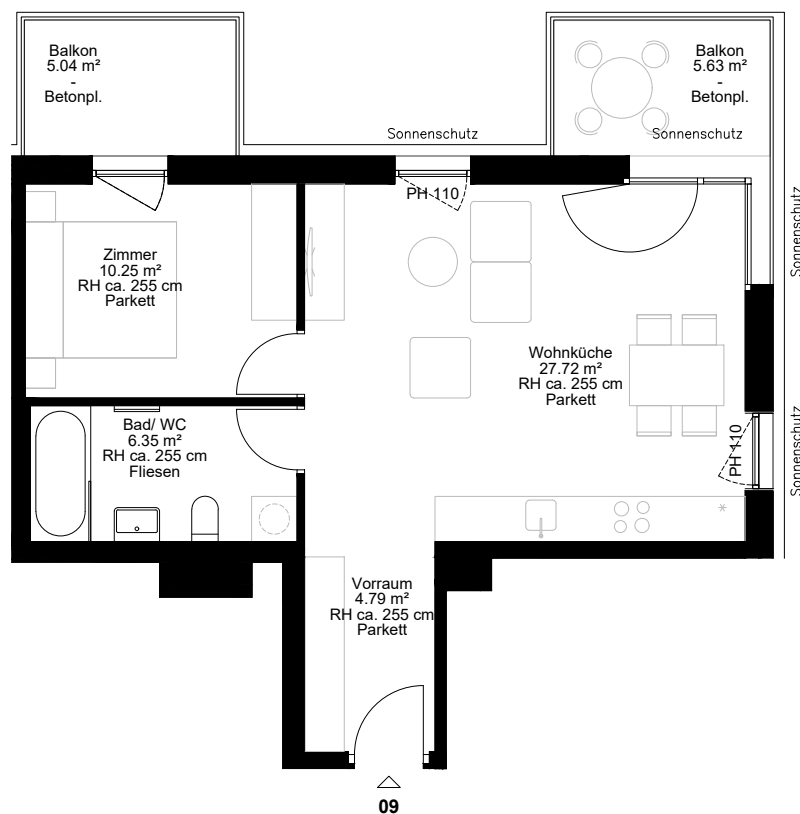 Balkon
5.04 m²
-
Betonpl.
Balkon
5.63 m²
-
Betonpl.
Sonnenschutz
Sonnenschutz
PH 110
Sonnenschutz
Zimmer
10.25 m²
RH ca. 255 cm
Parkett
Wohnküche
27.72 m²
RH ca. 255 cm
Parkett
Bad/ WC
6.35 m²
RH ca. 255 cm
Fliesen
PH 110
Sonnenschutz
*
Vorraum
4.79 m²
RH ca. 255 cm
Parkett
09